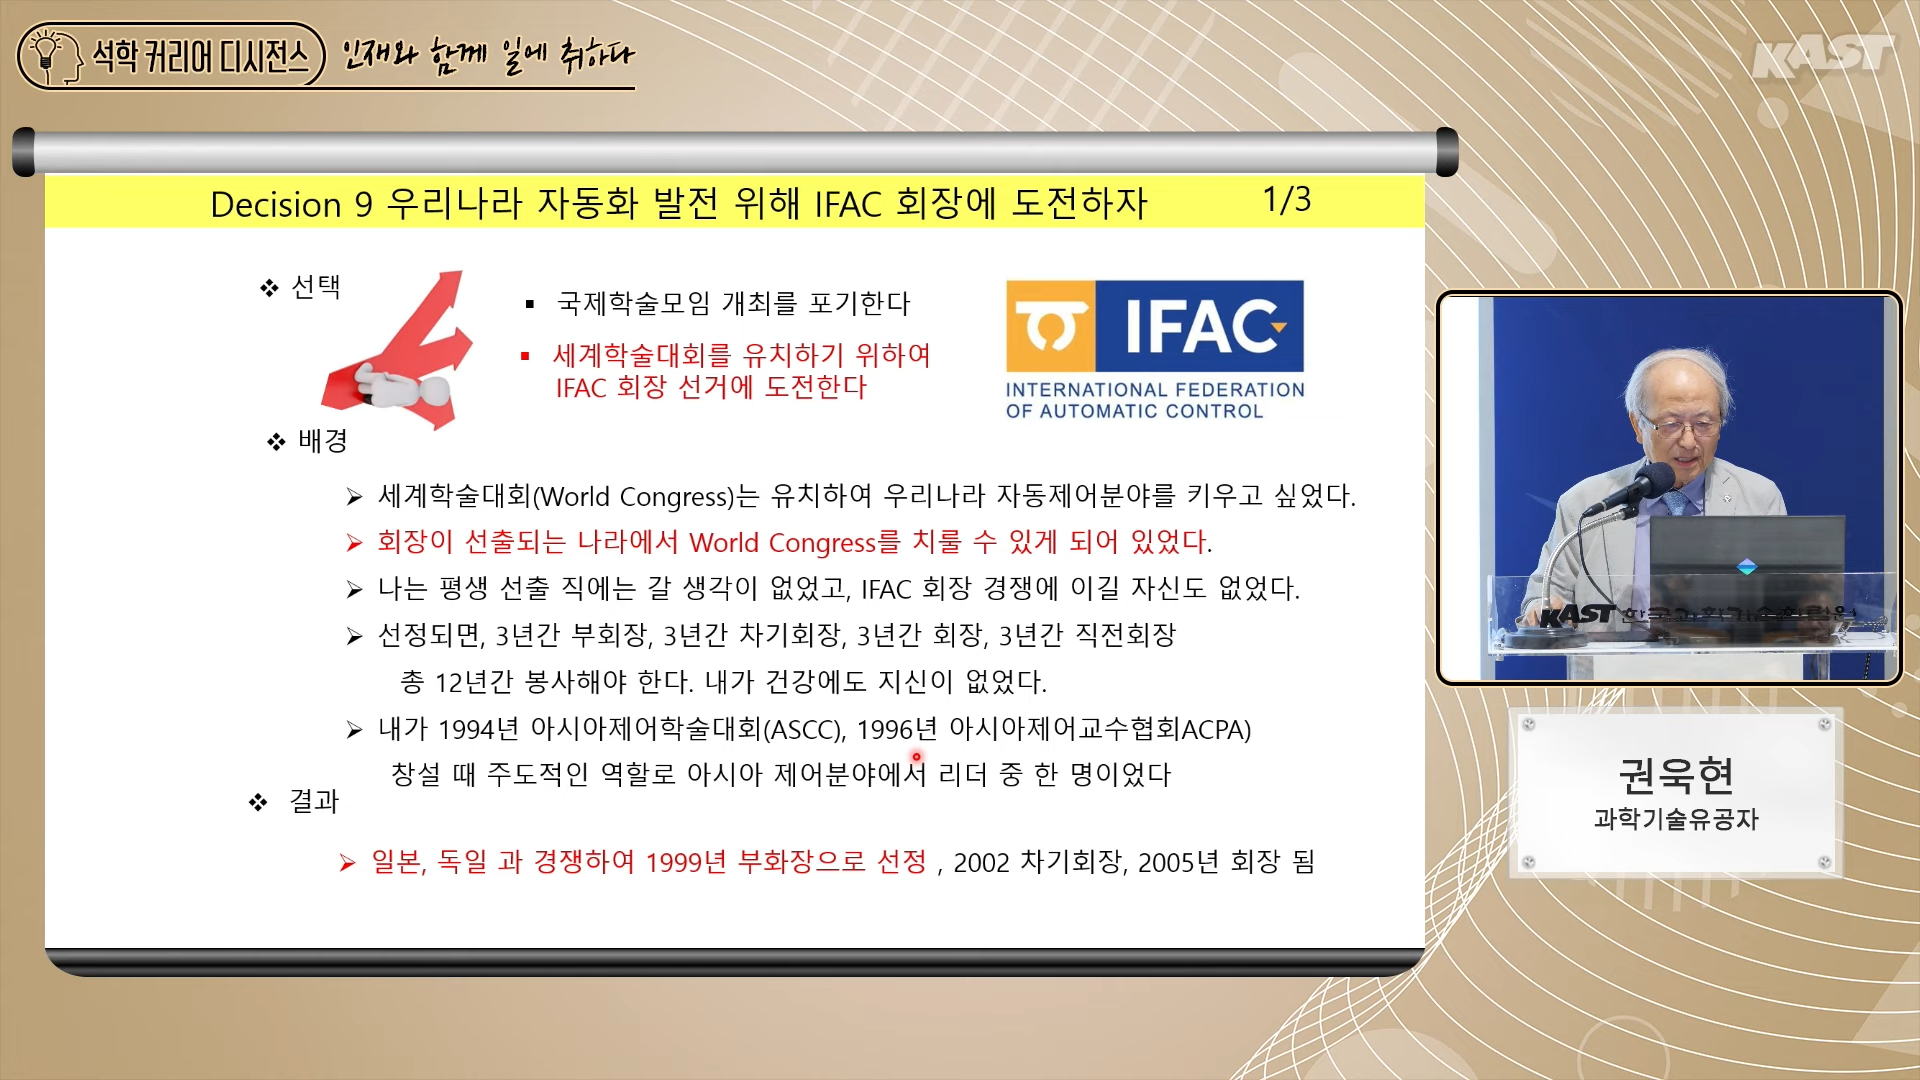 석학 커리어 디시전스 인재와 함께 일에 취하다
KAST
Decision 9 우리나라 자동화 발전 위해 IFAC 회장에 도전하자 1/3
❖ 선택
▪ 국제학술모임 개최를 포기한다
▪ 세계학술대회를 유치하기 위하여
IFAC 회장 선거에 도전한다
IFAC
INTERNATIONAL FEDERATION
OF AUTOMATIC CONTROL
❖ 배경
➢ 세계학술대회(World Congress)는 유치하여 우리나라 자동제어분야를 키우고 싶었다.
➢ 회장이 선출되는 나라에서 World Congress를 치룰 수 있게 되어 있었다.
➢ 나는 평생 선출 직에는 갈 생각이 없었고, IFAC 회장 경쟁에 이길 자신도 없었다.
➢ 선정되면, 3년간 부회장, 3년간 차기회장, 3년간 회장, 3년간 직전회장
총 12년간 봉사해야 한다. 내가 건강에도 지신이 없었다.
➢ 내가 1994년 아시아제어학술대회(ASCC), 1996년 아시아제어교수협회ACPA)
창설 때 주도적인 역할로 아시아 제어분야에서 리더 중 한 명이었다
❖ 결과
➢ 일본, 독일 과 경쟁하여 1999년 부화장으로 선정 , 2002 차기회장, 2005년 회장 됨
KAST 한국과학기술한림원
권욱현
과학기술유공자